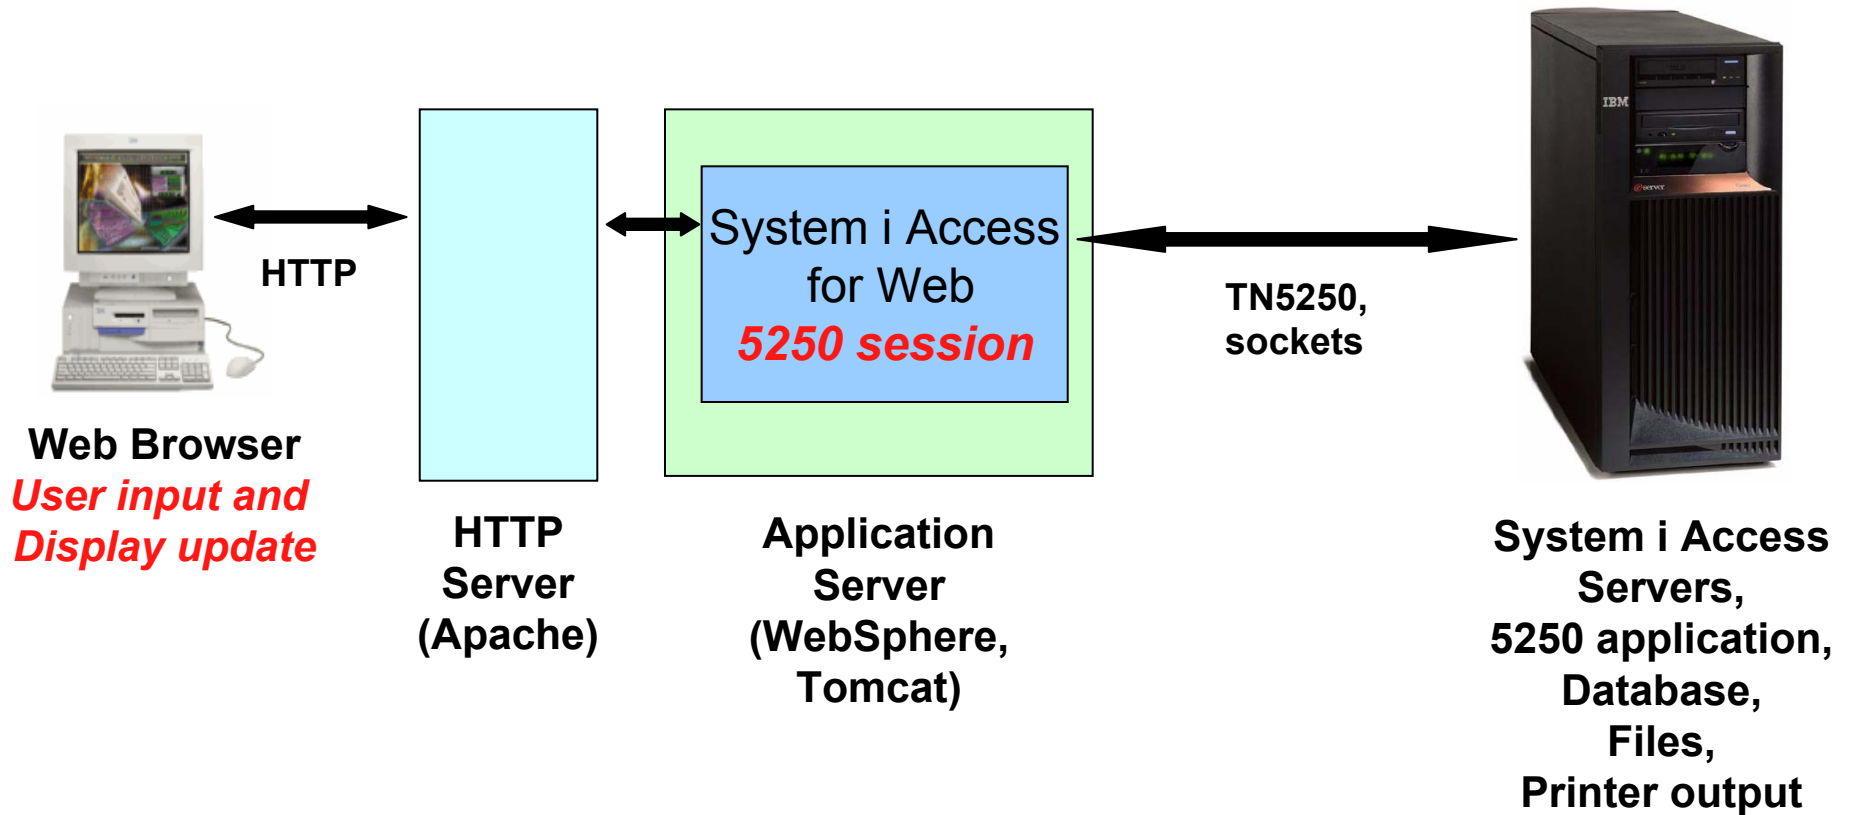 HTTP
Web Browser
User input and
Display update
HTTP
Server
(Apache)
System i Access
for Web
5250 session
Application
Server
(WebSphere,
Tomcat)
TN5250,
sockets
IBM
eserver
System i Access
Servers,
5250 application,
Database,
Files,
Printer output